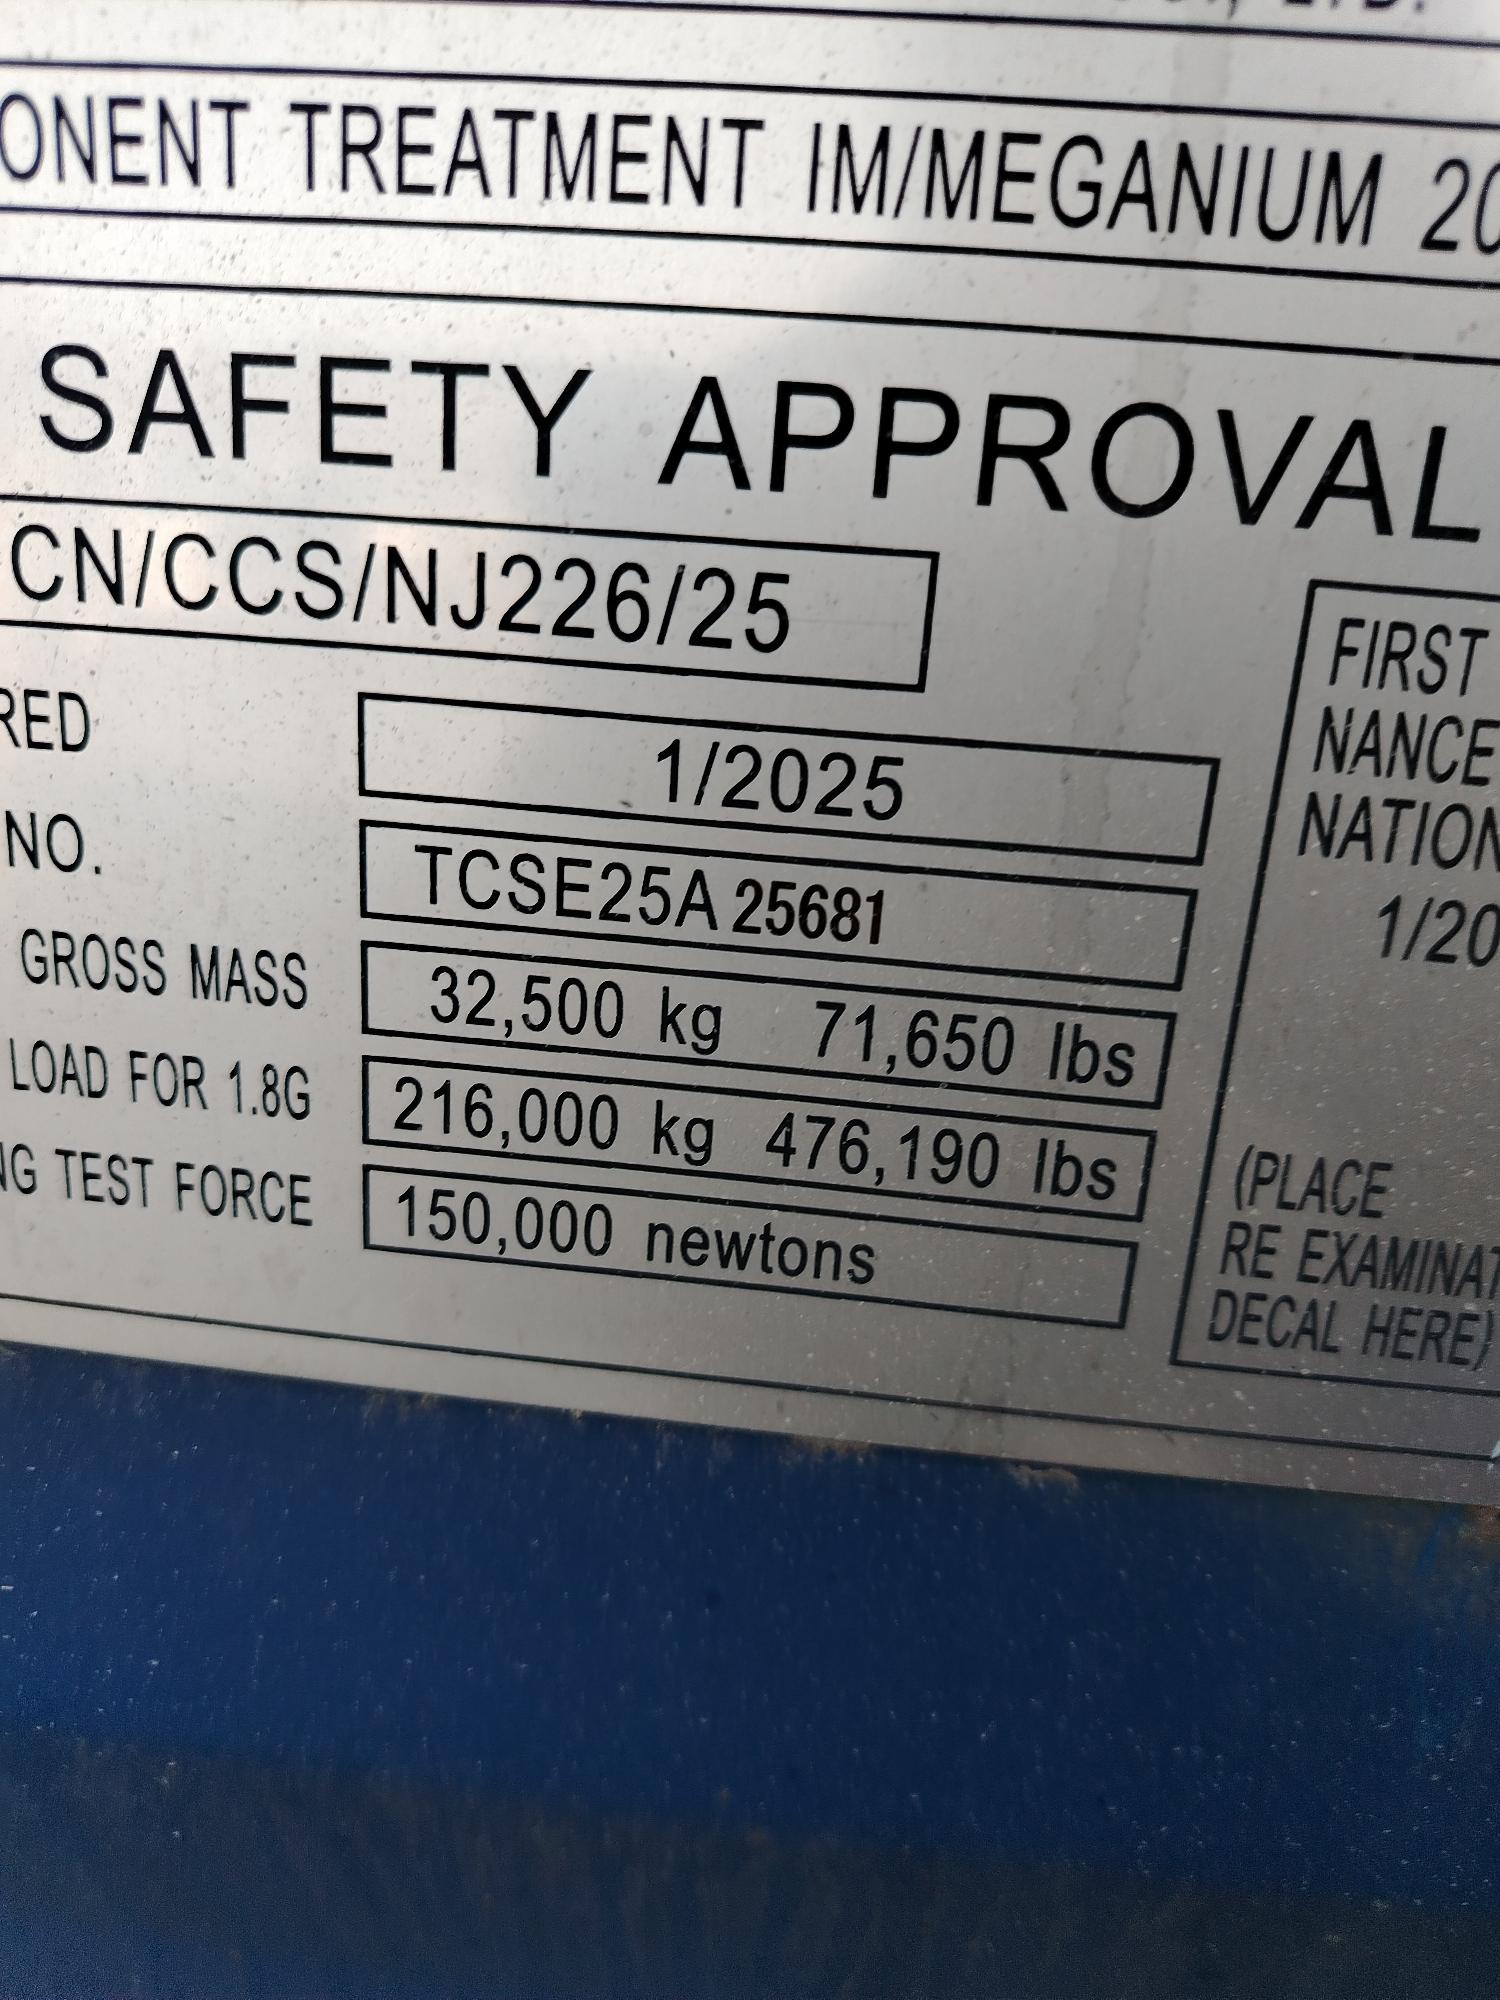 LTD.
ONENT TREATMENT IM/MEGANIUM 20
SAFETY APPROVAL
CN/CCS/NJ226/25
RED 1/2025
NO. TCSE25A 25681
GROSS MASS 32,500 kg 71,650 lbs
LOAD FOR 1.8G 216,000 kg 476,190 lbs
NG TEST FORCE 150,000 newtons
FIRST
NANCE
NATION
1/20
(PLACE
RE EXAMINAT
DECAL HERE)